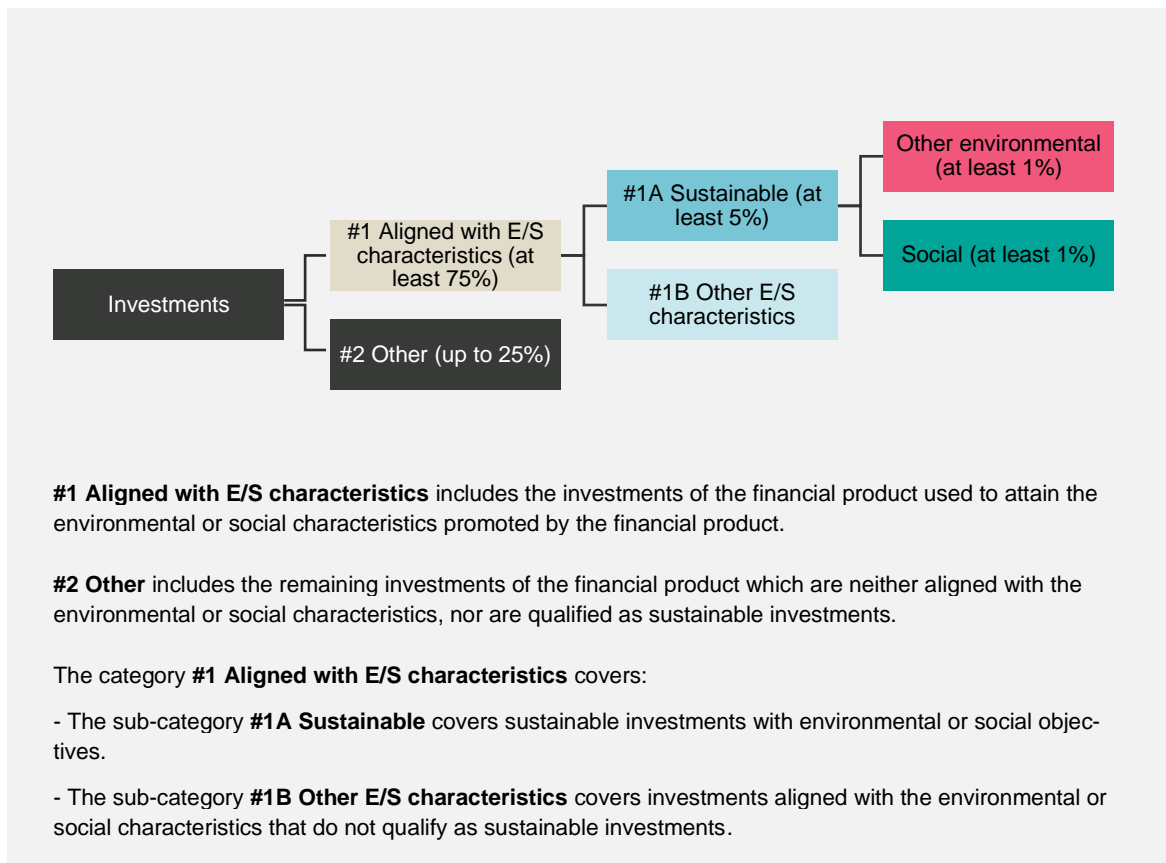 Other environmental
(at least 1%)
#1A Sustainable (at
least 5%)
#1 Aligned with E/S
characteristics (at
least 75%)
Social (at least 1%)
Investments
#1B Other E/S
characteristics
#2 Other (up to 25%)
#1 Aligned with E/S characteristics includes the investments of the financial product used to attain the
environmental or social characteristics promoted by the financial product.
#2 Other includes the remaining investments of the financial product which are neither aligned with the
environmental or social characteristics, nor are qualified as sustainable investments.
The category #1 Aligned with E/S characteristics covers:
- The sub-category #1A Sustainable covers sustainable investments with environmental or social objec-
tives.
- The sub-category #1B Other E/S characteristics covers investments aligned with the environmental or
social characteristics that do not qualify as sustainable investments.